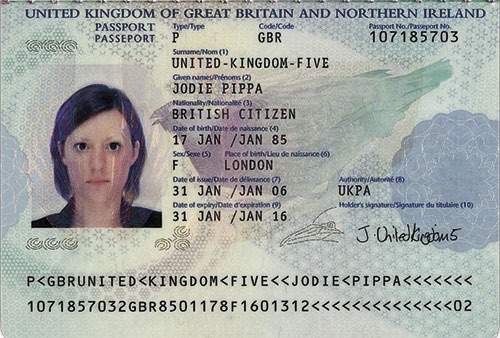 UNITED KINGDOM OF GREAT BRITAIN AND NORTHERN IRELAND
PASSPORT Type/Type Code/Code Passport No./Passeport No.
PASSEPORT P GBR 107185703
Surname/Nom (1)
UNITED-KINGDOM-FIVE
Given names/Prénoms (2)
JODIE PIPPA
Nationality/Nationalité (3)
BRITISH CITIZEN
Date of birth/Date de naissance (4)
17 JAN /JAN 85
Sex/Sexe (5) Place of birth/Lieu de naissance (6)
F LONDON
Date of issue/Date de délivrance (7) Authority/Autorité (8)
31 JAN /JAN 06 UKPA
Date of expiry/Date d'expiration (9) Holder's signature/Signature du titulaire (10)
31 JAN /JAN 16 J. UnitedKingdom5
P<GBRUNITED<KINGDOM<FIVE<<JODIE<PIPPA<<<<<<<
1071857032GBR8501178F1601312<<<<<<<<<<<<<<02